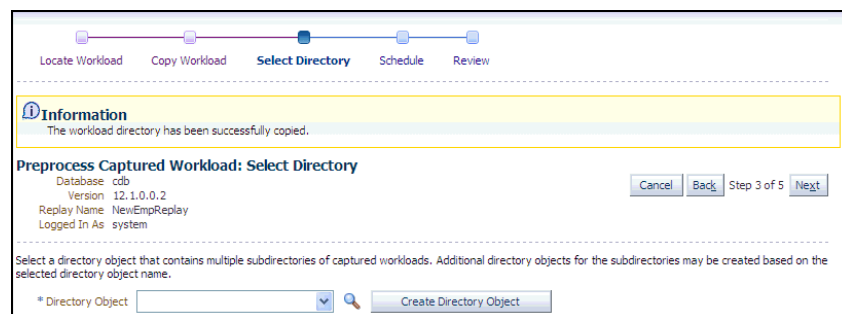 Locate Workload Copy Workload Select Directory Schedule Review
Information
The workload directory has been successfully copied.
Preprocess Captured Workload: Select Directory
Database cdb
Version 12.1.0.0.2
Replay Name NewEmpReplay
Logged In As system
Cancel Back Step 3 of 5 Next
Select a directory object that contains multiple subdirectories of captured workloads. Additional directory objects for the subdirectories may be created based on the
selected directory object name.
* Directory Object Create Directory Object